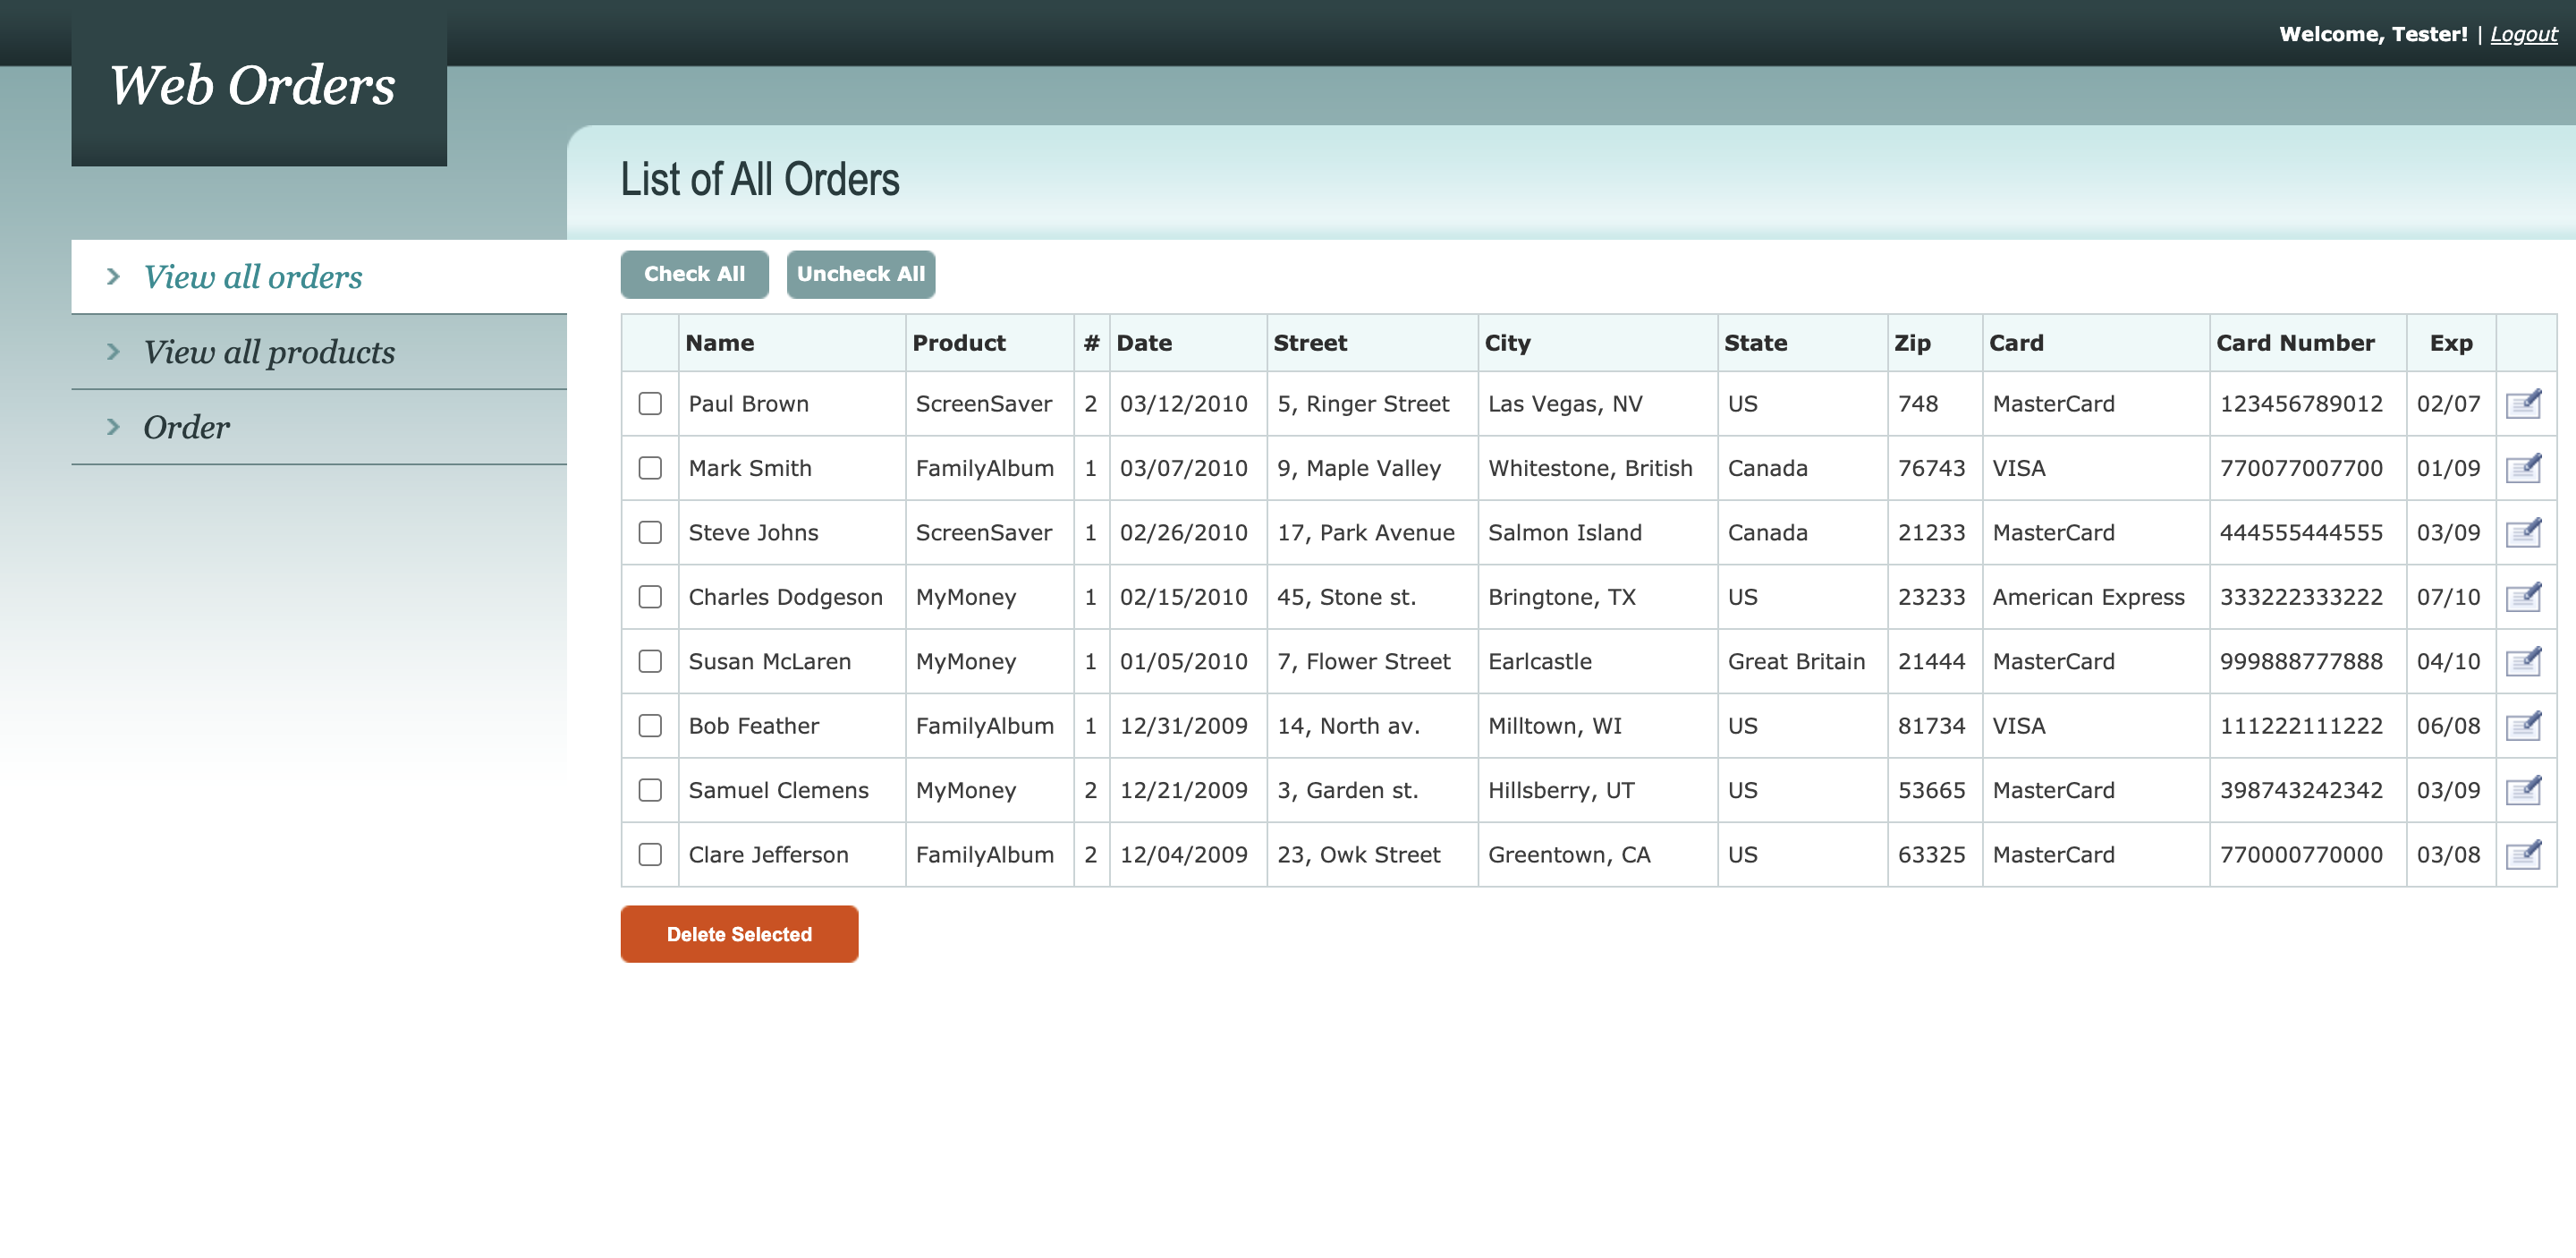 Welcome, Tester! | Logout
Web Orders
List of All Orders
View all orders
View all products
Order
Check All Uncheck All
Name Product # Date Street City State Zip Card Card Number Exp
Paul Brown ScreenSaver 2 03/12/2010 5, Ringer Street Las Vegas, NV US 748 MasterCard 123456789012 02/07
Mark Smith FamilyAlbum 1 03/07/2010 9, Maple Valley Whitestone, British Canada 76743 VISA 770077007700 01/09
Steve Johns ScreenSaver 1 02/26/2010 17, Park Avenue Salmon Island Canada 21233 MasterCard 444555444555 03/09
Charles Dodgeson MyMoney 1 02/15/2010 45, Stone st. Bringtone, TX US 23233 American Express 333222333222 07/10
Susan McLaren MyMoney 1 01/05/2010 7, Flower Street Earlcastle Great Britain 21444 MasterCard 999888777888 04/10
Bob Feather FamilyAlbum 1 12/31/2009 14, North av. Milltown, WI US 81734 VISA 111222111222 06/08
Samuel Clemens MyMoney 2 12/21/2009 3, Garden st. Hillsberry, UT US 53665 MasterCard 398743242342 03/09
Clare Jefferson FamilyAlbum 2 12/04/2009 23, Owk Street Greentown, CA US 63325 MasterCard 770000770000 03/08
Delete Selected